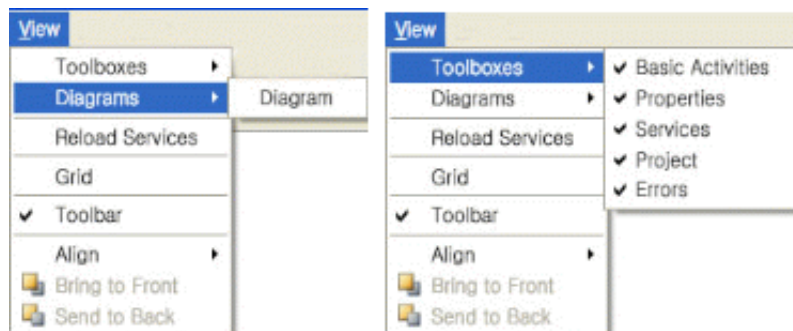 View
Toolboxes
Diagrams
Diagram
Reload Services
Grid
Toolbar
Align
Bring to Front
Send to Back
View
Toolboxes
Basic Activities
Diagrams
Properties
Services
Reload Services
Project
Grid
Errors
Toolbar
Align
Bring to Front
Send to Back